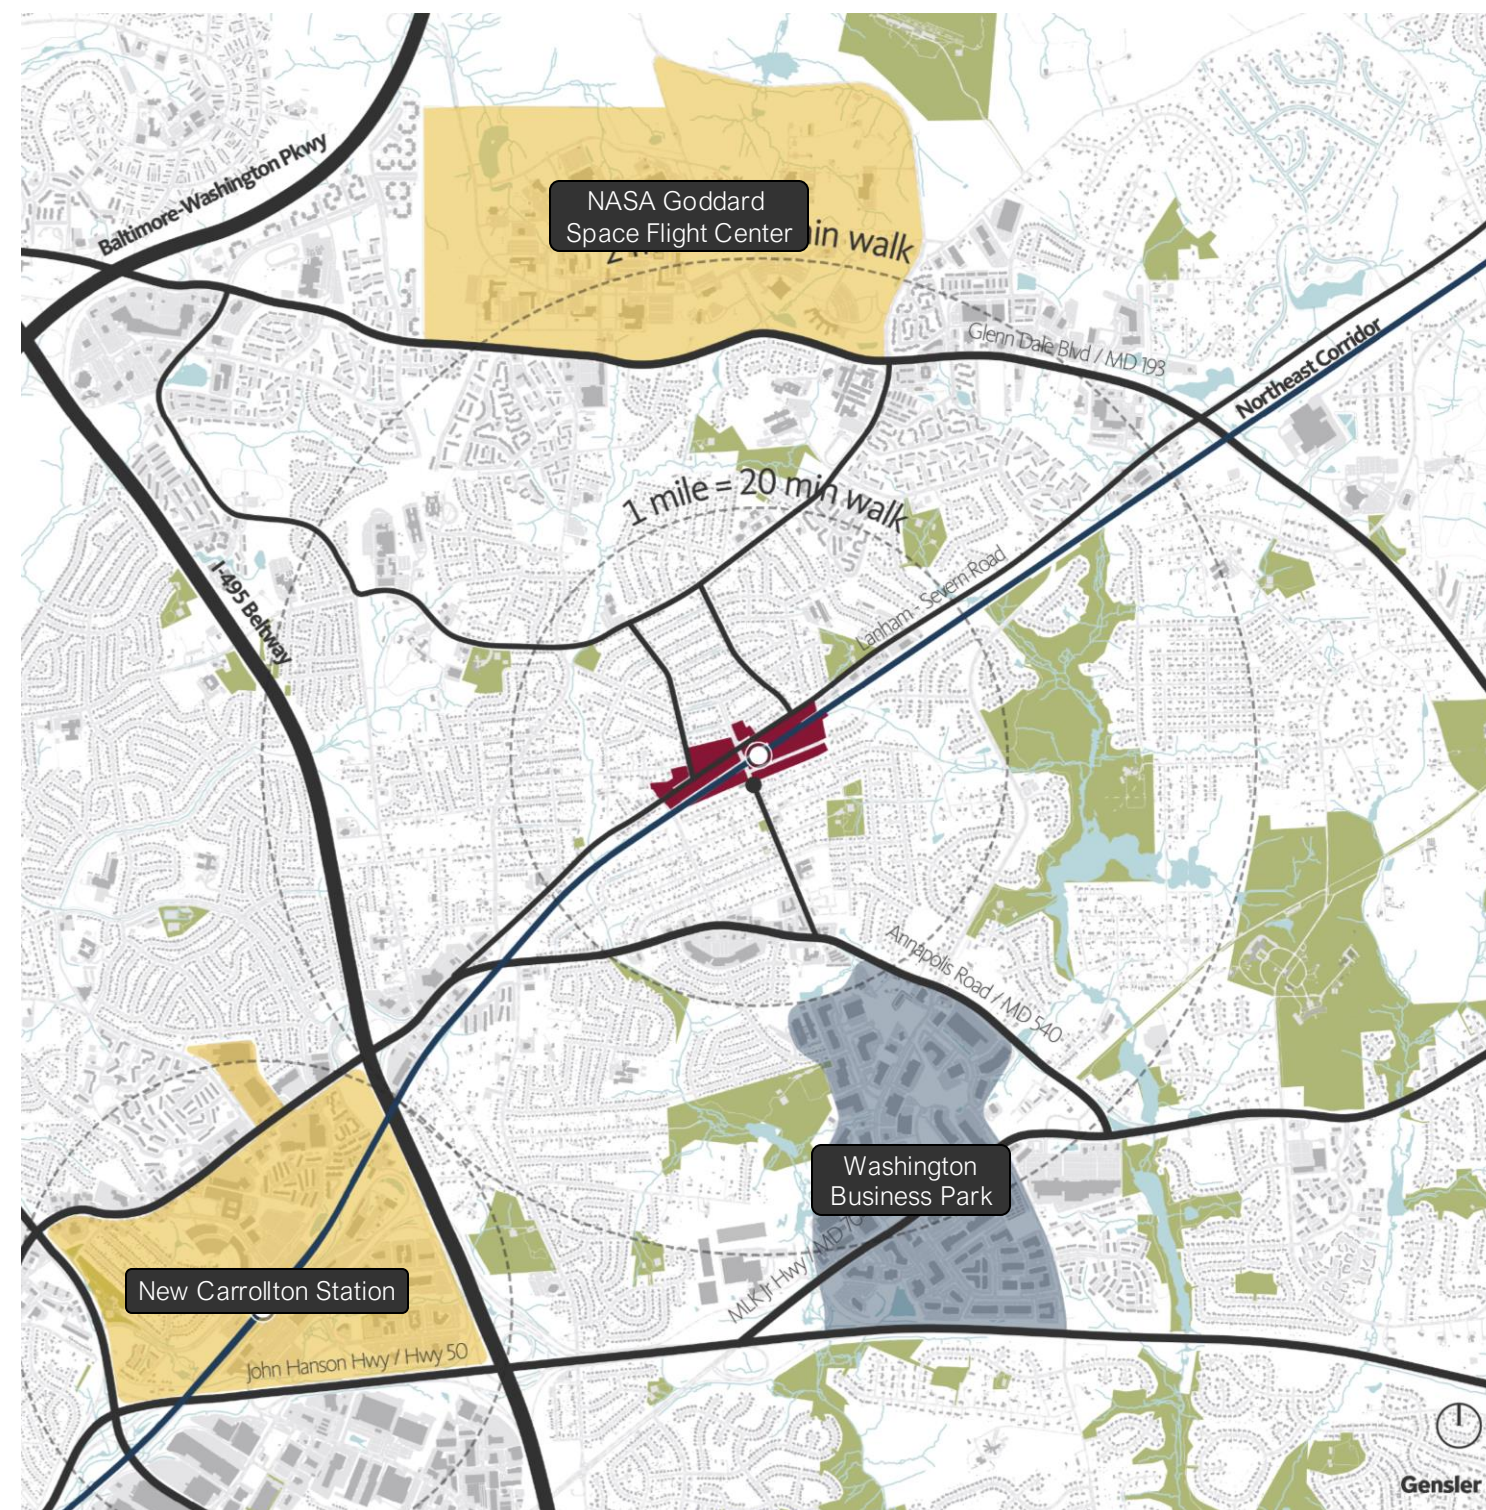 Baltimore-Washington Pkwy
NASA Goddard
Space Flight Center
walk
Glenn Dale Blvd / MD 193
Northeast Corridor
1 mile = 20 min walk
I-495 Beltway
Lanham - Severn Road
Annapolis Road / MD 540
Washington
Business Park
MLK Jr Hwy / MD 70
New Carrollton Station
John Hanson Hwy / Hwy 50
Gensler